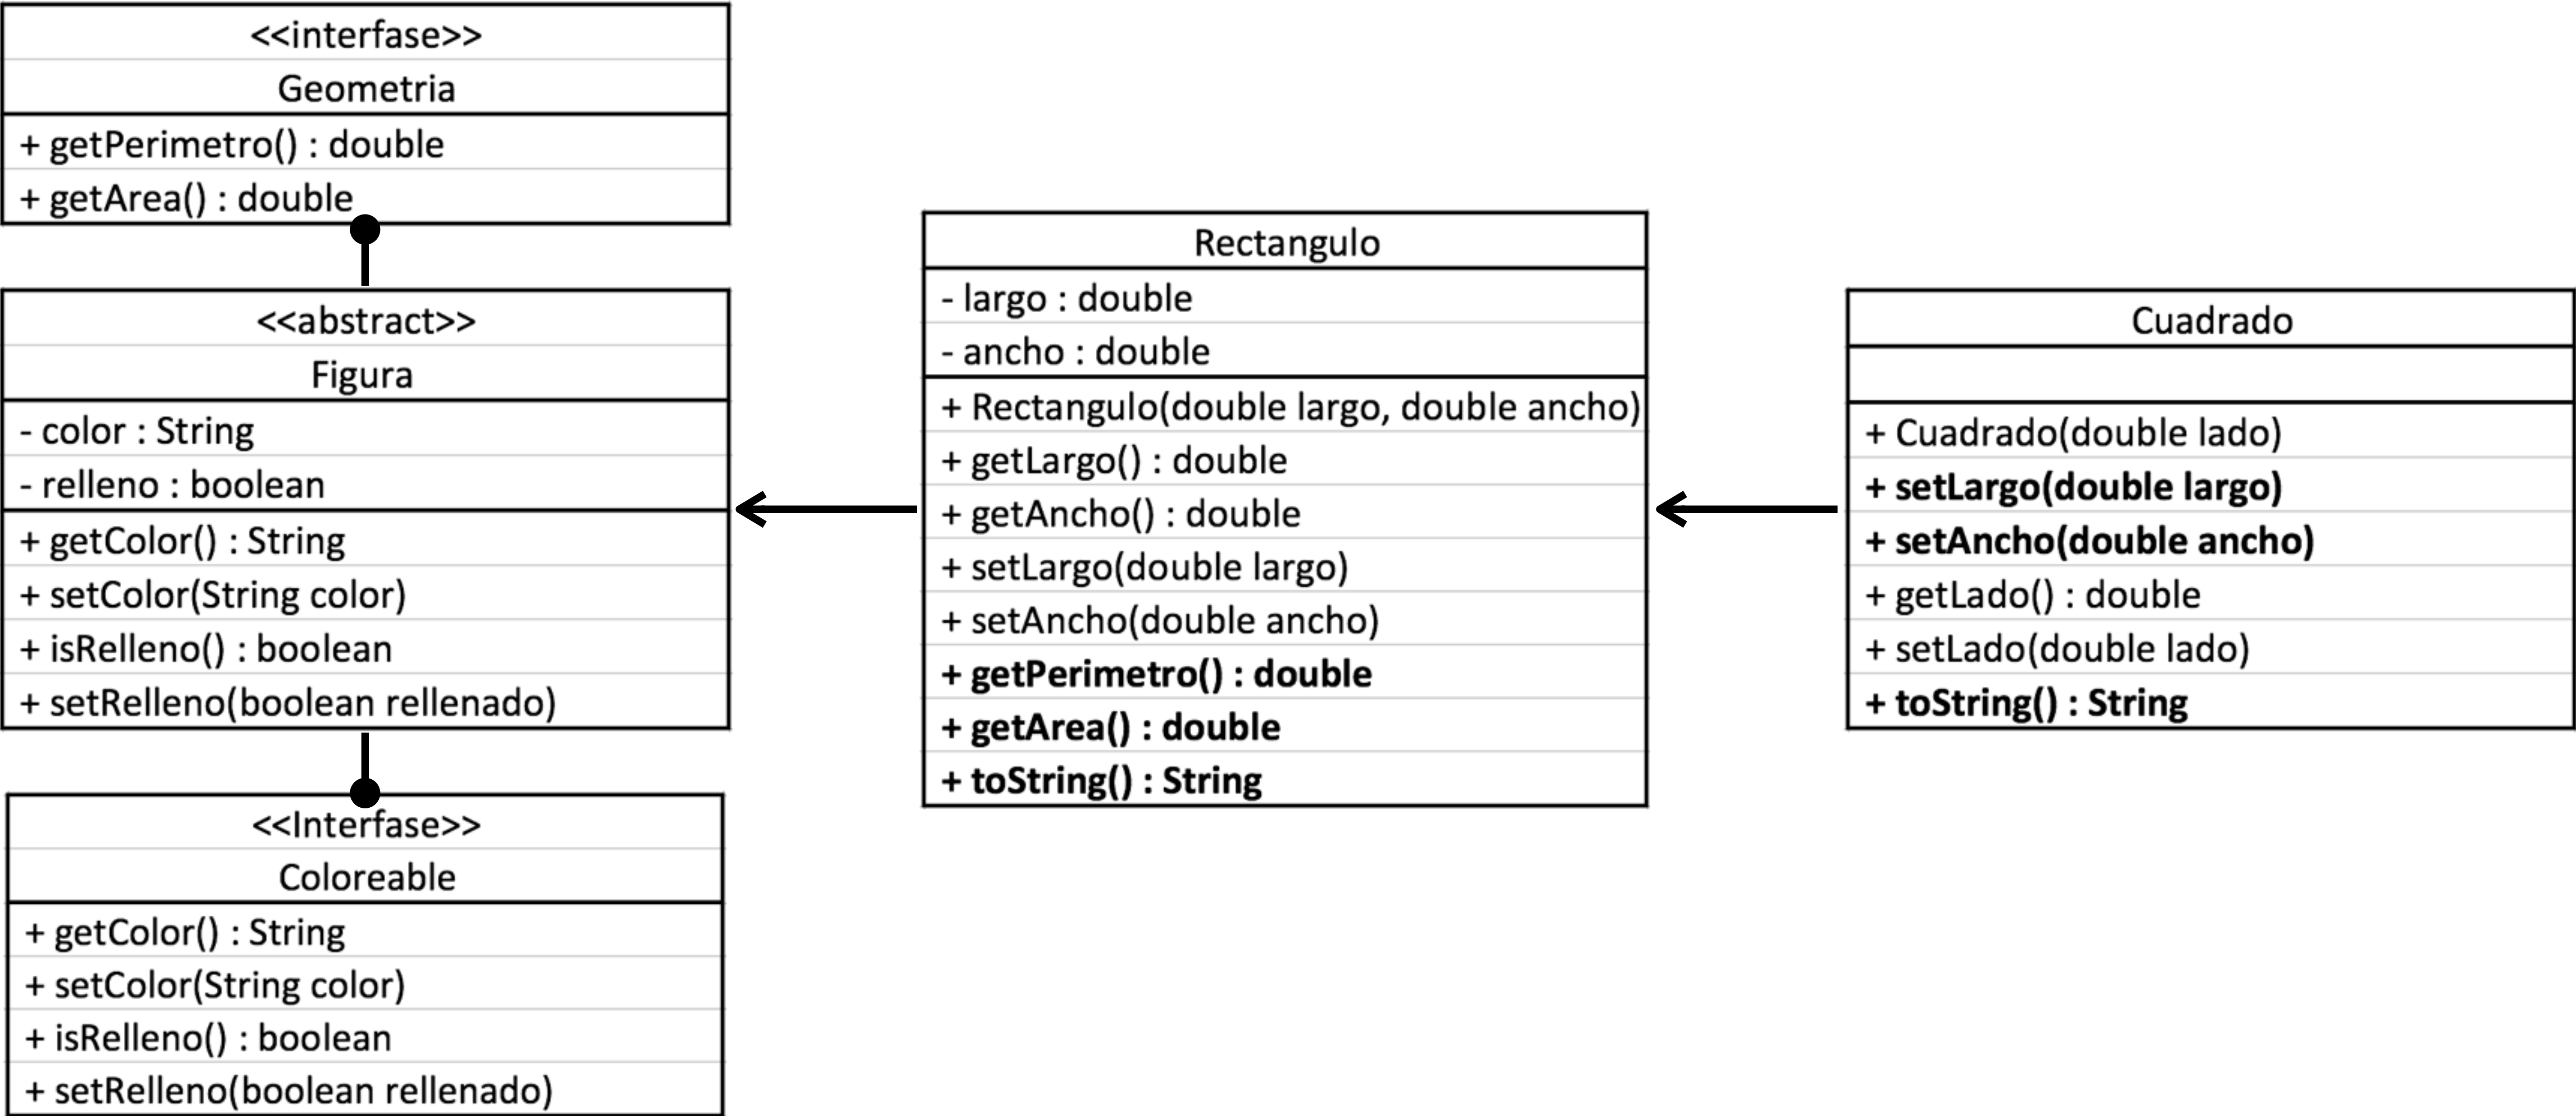 <<interfase>>
Geometria
+ getPerimetro() : double
+ getArea() : double
<<abstract>>
Figura
- color : String
- relleno : boolean
+ getColor() : String
+ setColor(String color)
+ isRelleno() : boolean
+ setRelleno(boolean rellenado)
<<Interfase>>
Coloreable
+ getColor() : String
+ setColor(String color)
+ isRelleno() : boolean
+ setRelleno(boolean rellenado)
Rectangulo
- largo : double
- ancho : double
+ Rectangulo(double largo, double ancho)
+ getLargo() : double
+ getAncho() : double
+ setLargo(double largo)
+ setAncho(double ancho)
+ getPerimetro() : double
+ getArea() : double
+ toString() : String
Cuadrado
+ Cuadrado(double lado)
+ setLargo(double largo)
+ setAncho(double ancho)
+ getLado() : double
+ setLado(double lado)
+ toString() : String